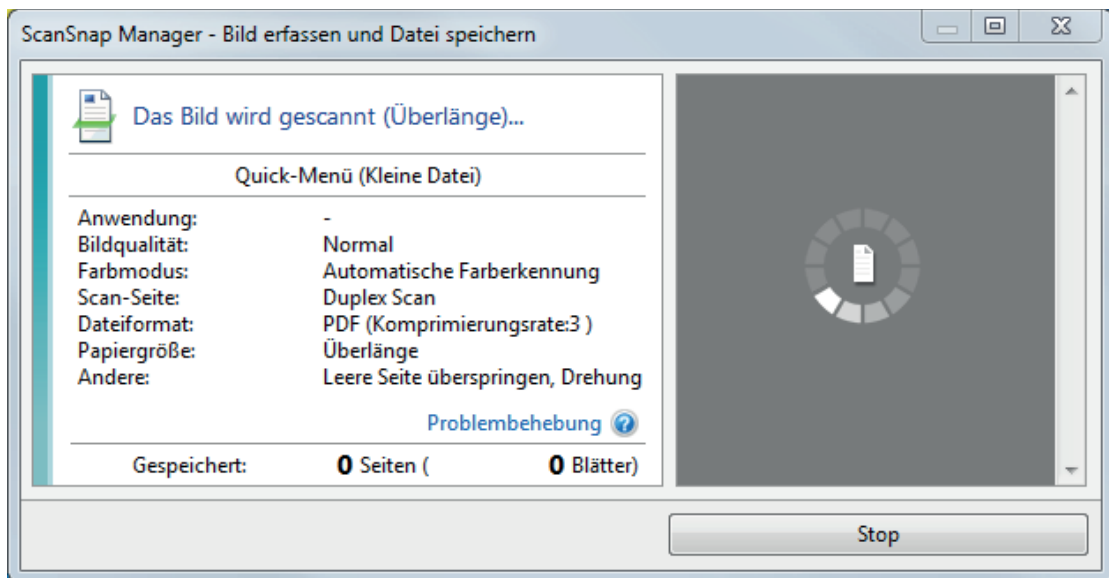 ScanSnap Manager - Bild erfassen und Datei speichern
Das Bild wird gescannt (Überlänge)...
Quick-Menü (Kleine Datei)
Anwendung: -
Bildqualität: Normal
Farbmodus: Automatische Farberkennung
Scan-Seite: Duplex Scan
Dateiformat: PDF (Komprimierungsrate:3 )
Papiergröße: Überlänge
Andere: Leere Seite überspringen, Drehung
Problembehebung ?
Gespeichert: 0 Seiten ( 0 Blätter)
Stop